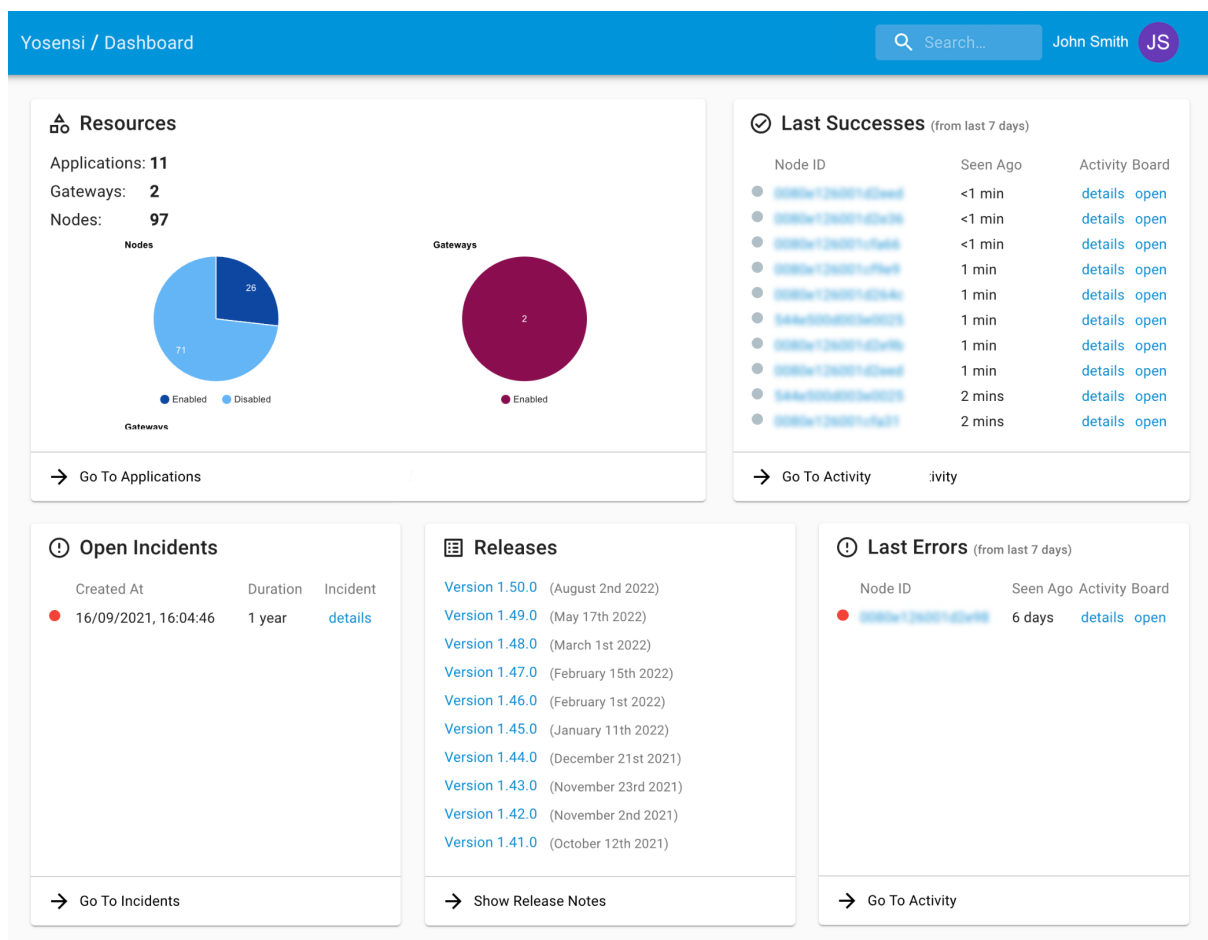 Yosensi / Dashboard
Search...
John Smith
JS
Resources
Applications: 11
Gateways: 2
Nodes: 97
Nodes
26
71
Enabled Disabled
Gateways
2
Enabled
Gateways
Go To Applications
Last Successes (from last 7 days)
Node ID Seen Ago Activity Board
<1 min details open
<1 min details open
<1 min details open
1 min details open
1 min details open
1 min details open
1 min details open
1 min details open
2 mins details open
2 mins details open
Go To Activity :ivity
Open Incidents
Created At Duration Incident
16/09/2021, 16:04:46 1 year details
Go To Incidents
Releases
Version 1.50.0 (August 2nd 2022)
Version 1.49.0 (May 17th 2022)
Version 1.48.0 (March 1st 2022)
Version 1.47.0 (February 15th 2022)
Version 1.46.0 (February 1st 2022)
Version 1.45.0 (January 11th 2022)
Version 1.44.0 (December 21st 2021)
Version 1.43.0 (November 23rd 2021)
Version 1.42.0 (November 2nd 2021)
Version 1.41.0 (October 12th 2021)
Show Release Notes
Last Errors (from last 7 days)
Node ID Seen Ago Activity Board
6 days details open
Go To Activity